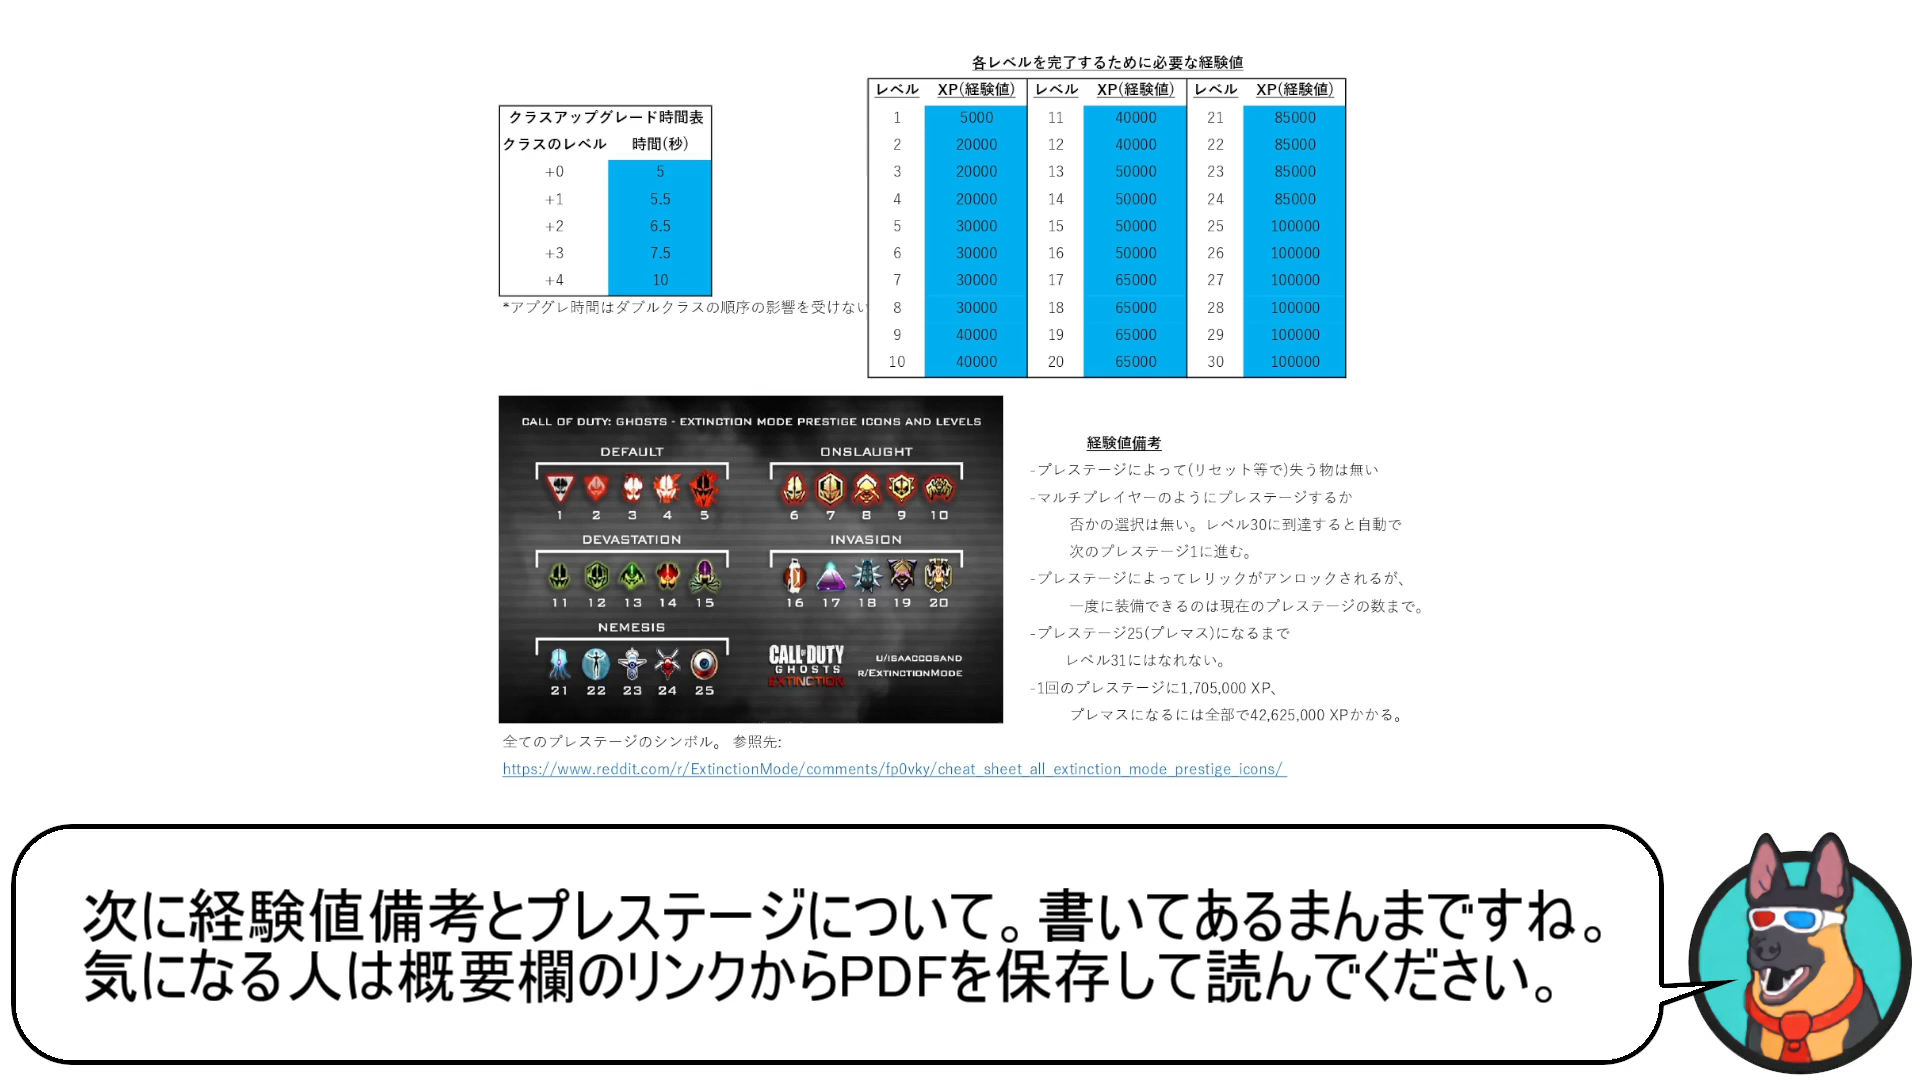 各レベルを完了するために必要な経験値
レベル XP(経験値) レベル XP(経験値) レベル XP(経験値)
1 5000 11 40000 21 85000
2 20000 12 40000 22 85000
3 20000 13 50000 23 85000
4 20000 14 50000 24 85000
5 30000 15 50000 25 100000
6 30000 16 50000 26 100000
7 30000 17 65000 27 100000
8 30000 18 65000 28 100000
9 40000 19 65000 29 100000
10 40000 20 65000 30 100000
クラスアップグレード時間表
クラスのレベル 時間(秒)
+0 5
+1 5.5
+2 6.5
+3 7.5
+4 10
*アプグレ時間はダブルクラスの順序の影響を受けない
CALL OF DUTY: GHOSTS - EXTINCTION MODE PRESTIGE ICONS AND LEVELS
DEFAULT ONSLAUGHT
1 2 3 4 5 6 7 8 9 10
DEVASTATION INVASION
11 12 13 14 15 16 17 18 19 20
NEMESIS
21 22 23 24 25
CALL OF DUTY
GHOSTS
EXTINCTION
U/ISAACCOSAND
R/EXTINCTIONMODE
経験値備考
-プレステージによって(リセット等で)失う物は無い
-マルチプレイヤーのようにプレステージするか
否かの選択は無い。レベル30に到達すると自動で
次のプレステージ1に進む。
-プレステージによってレリックがアンロックされるが、
一度に装備できるのは現在のプレステージの数まで。
-プレステージ25(プレマス)になるまで
レベル31にはなれない。
-1回のプレステージに1,705,000 XP、
プレマスになるには全部で42,625,000 XPかかる。
全てのプレステージのシンボル。 参照先:
https://www.reddit.com/r/ExtinctionMode/comments/fp0vky/cheat_sheet_all_extinction_mode_prestige_icons/
次に経験値備考とプレステージについて。書いてあるまんまですね。
気になる人は概要欄のリンクからPDFを保存して読んでください。